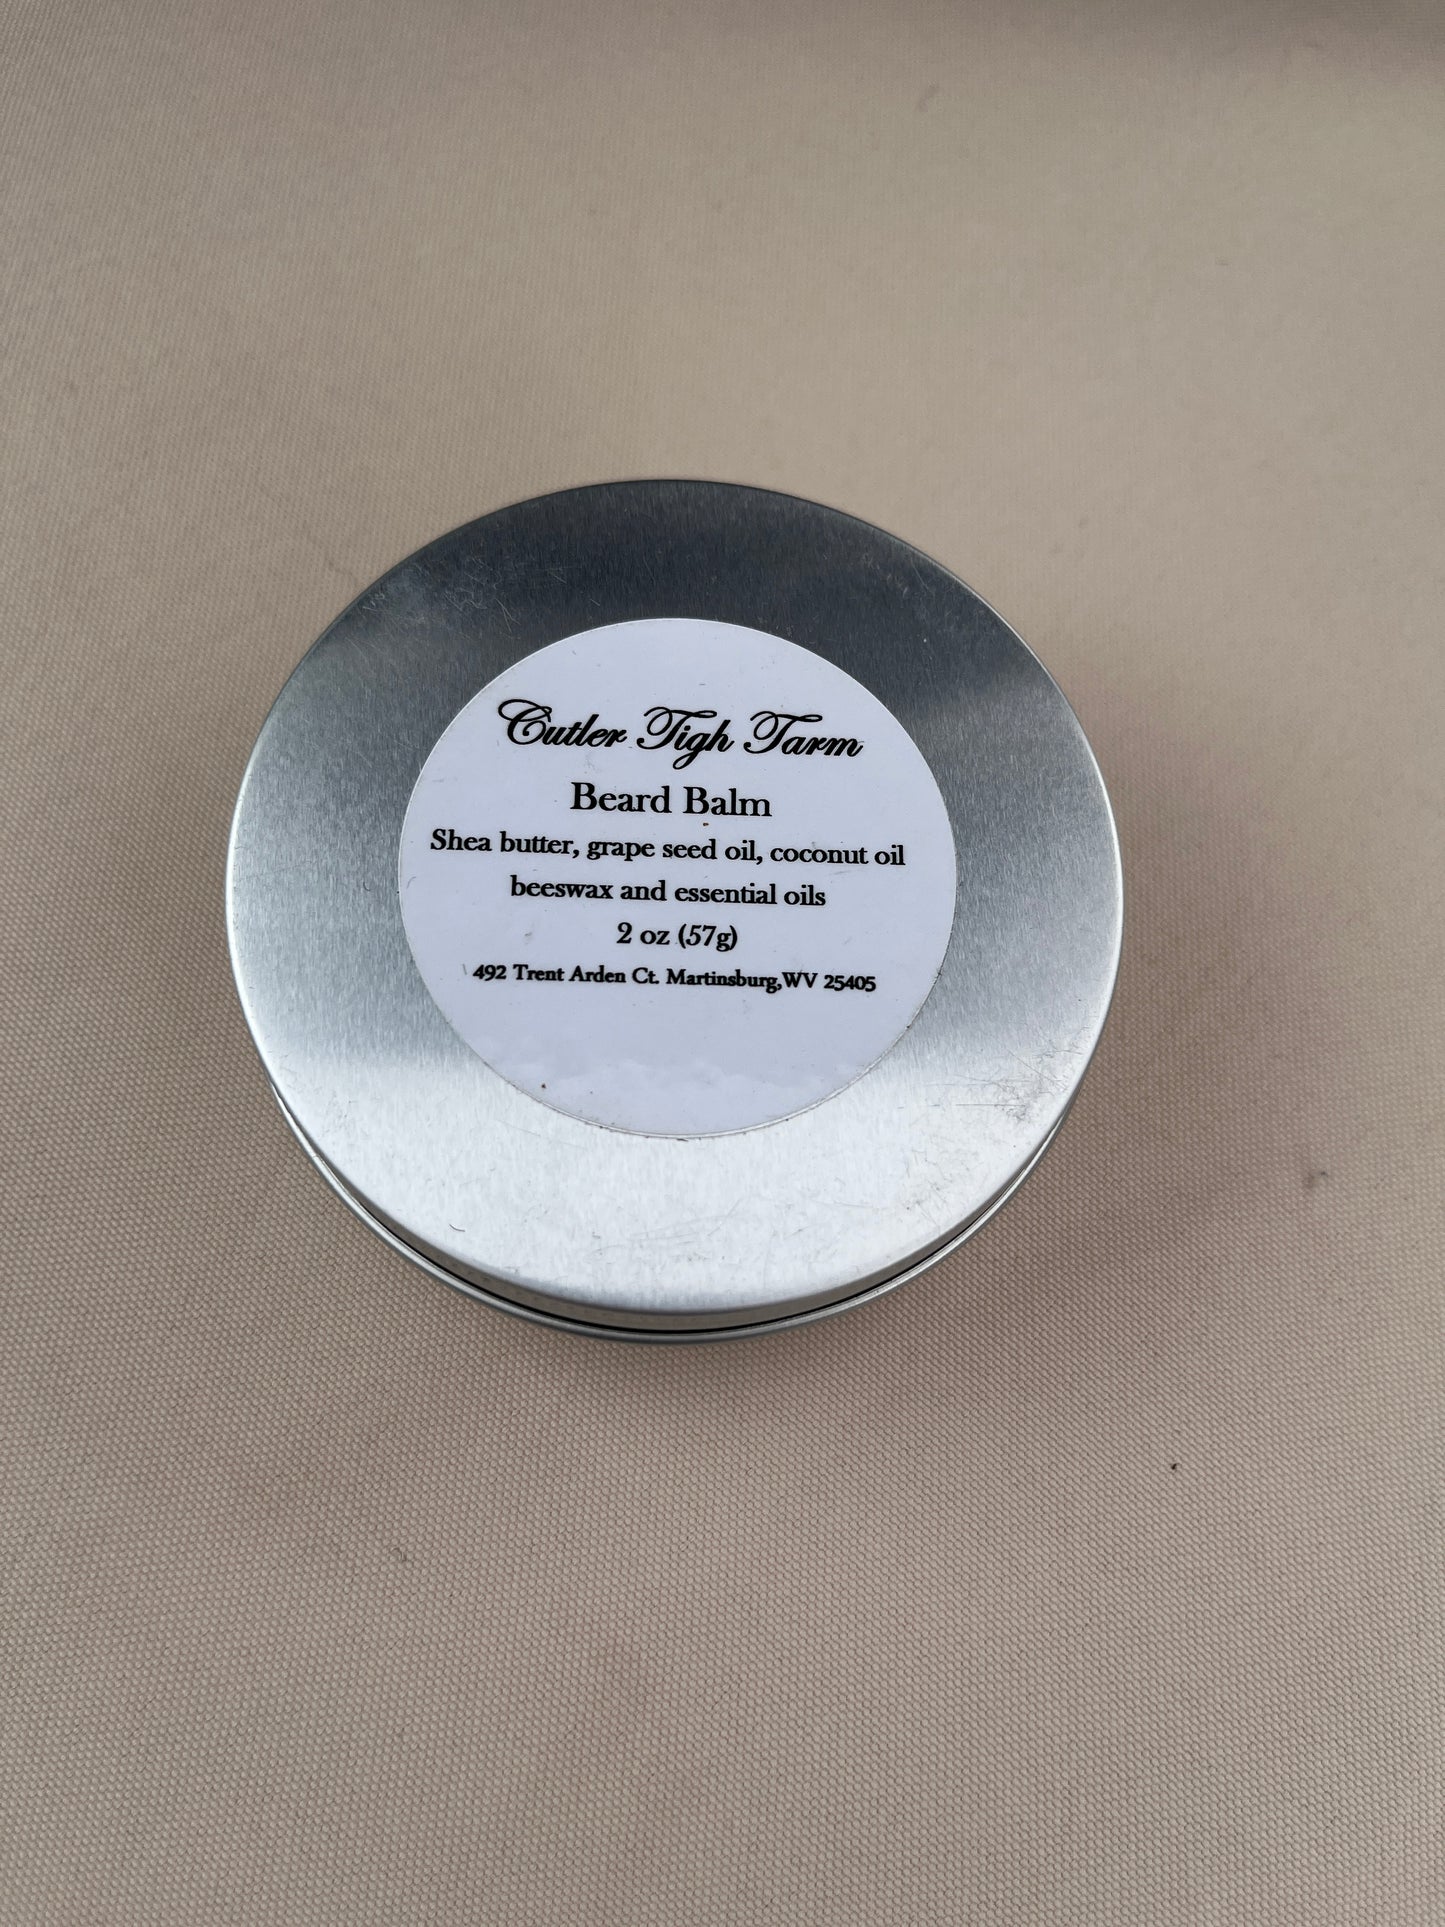 Cutler Tigh Farm
Beard Balm
Shea butter, grape seed oil, coconut oil
beeswax and essential oils
2 oz (57g)
492 Trent Arden Ct. Martinsburg,WV 25405